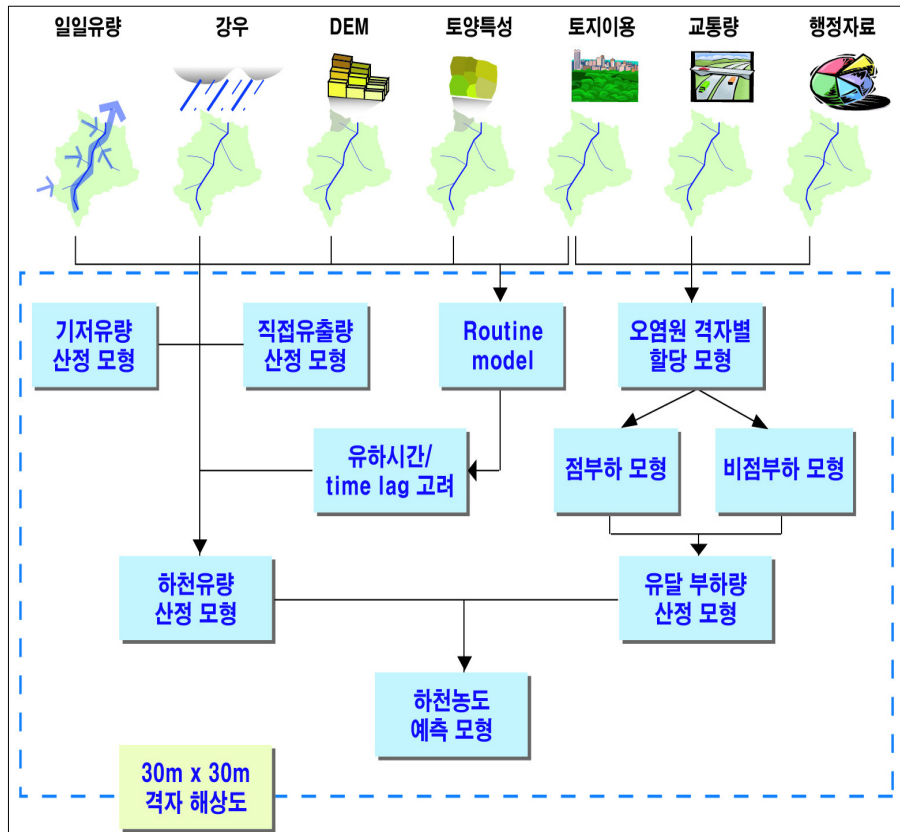 일일유량
강우
DEM
토양특성
토지이용
교통량
행정자료
기저유량
산정 모형
직접유출량
산정 모형
Routine
model
오염원 격자별
할당 모형
유하시간/
time lag 고려
점부하 모형
비점부하 모형
하천유량
산정 모형
유달 부하량
산정 모형
하천농도
예측 모형
30m x 30m
격자 해상도